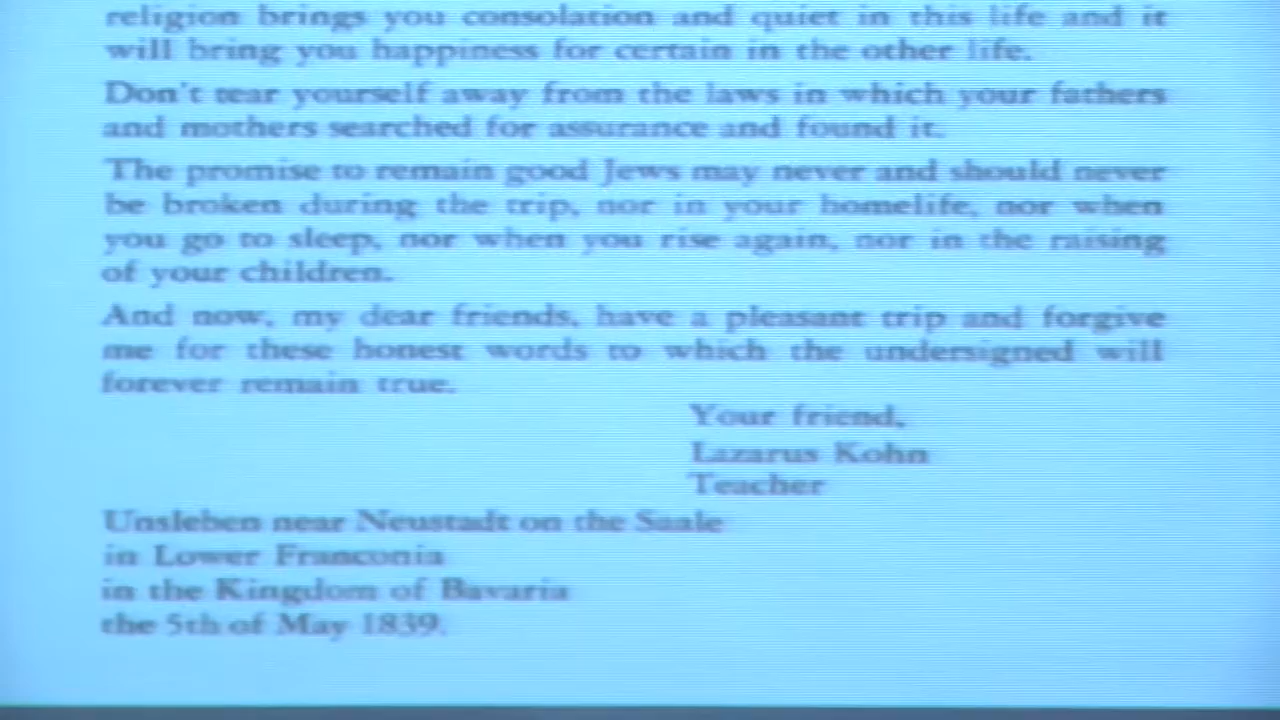 religion brings you consolation and quiet in this life and it
will bring you happiness for certain in the other life.
Don't tear yourself away from the laws in which your fathers
and mothers searched for assurance and found it.
The promise to remain good Jews may never and should never
be broken during the trip, nor in your homelife, nor when
you go to sleep, nor when you rise again, nor in the raising
of your children.
And now, my dear friends, have a pleasant trip and forgive
me for these honest words to which the undersigned will
forever remain true.
Your friend,
Lazarus Kohn
Teacher
Unsleben near Neustadt on the Saale
in Lower Franconia
in the Kingdom of Bavaria
the 5th of May 1839.